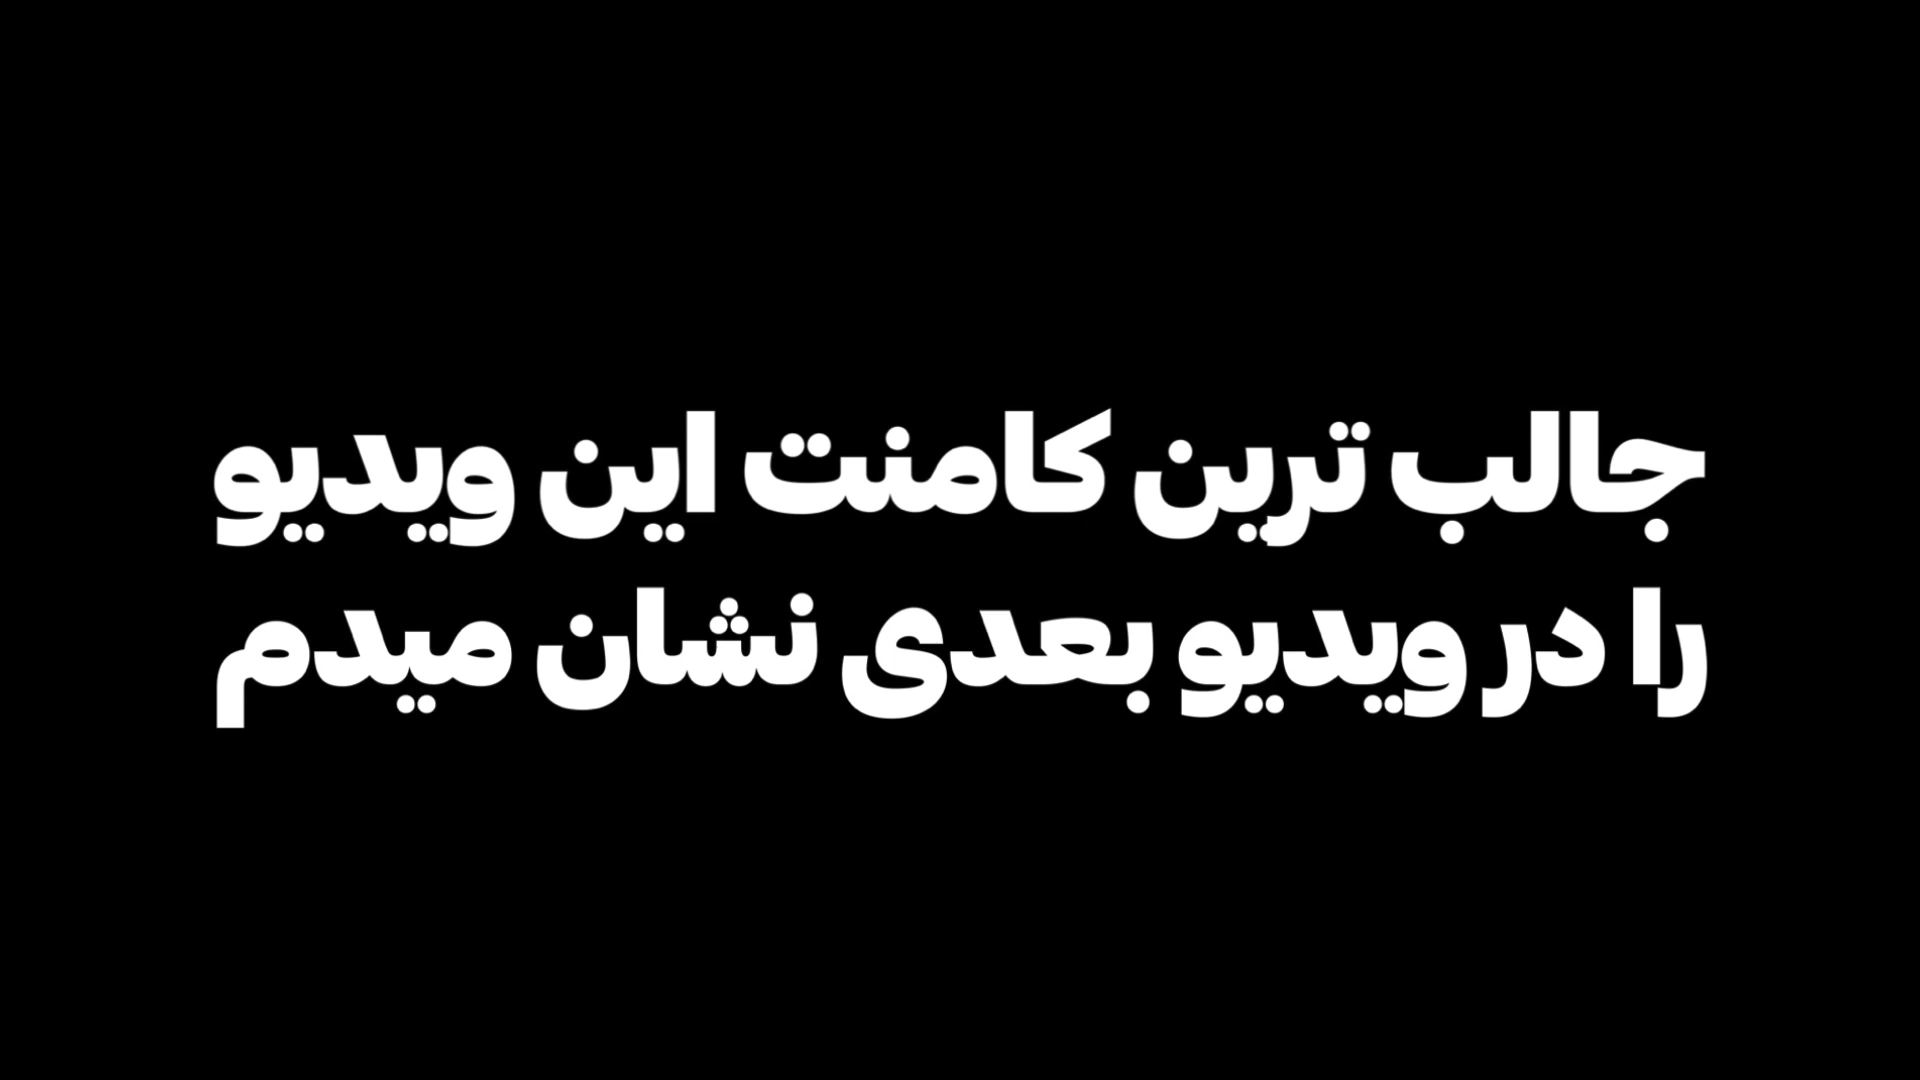 جالب ترین کامنت این ویدیو
را در ویدیو بعدی نشان میدم